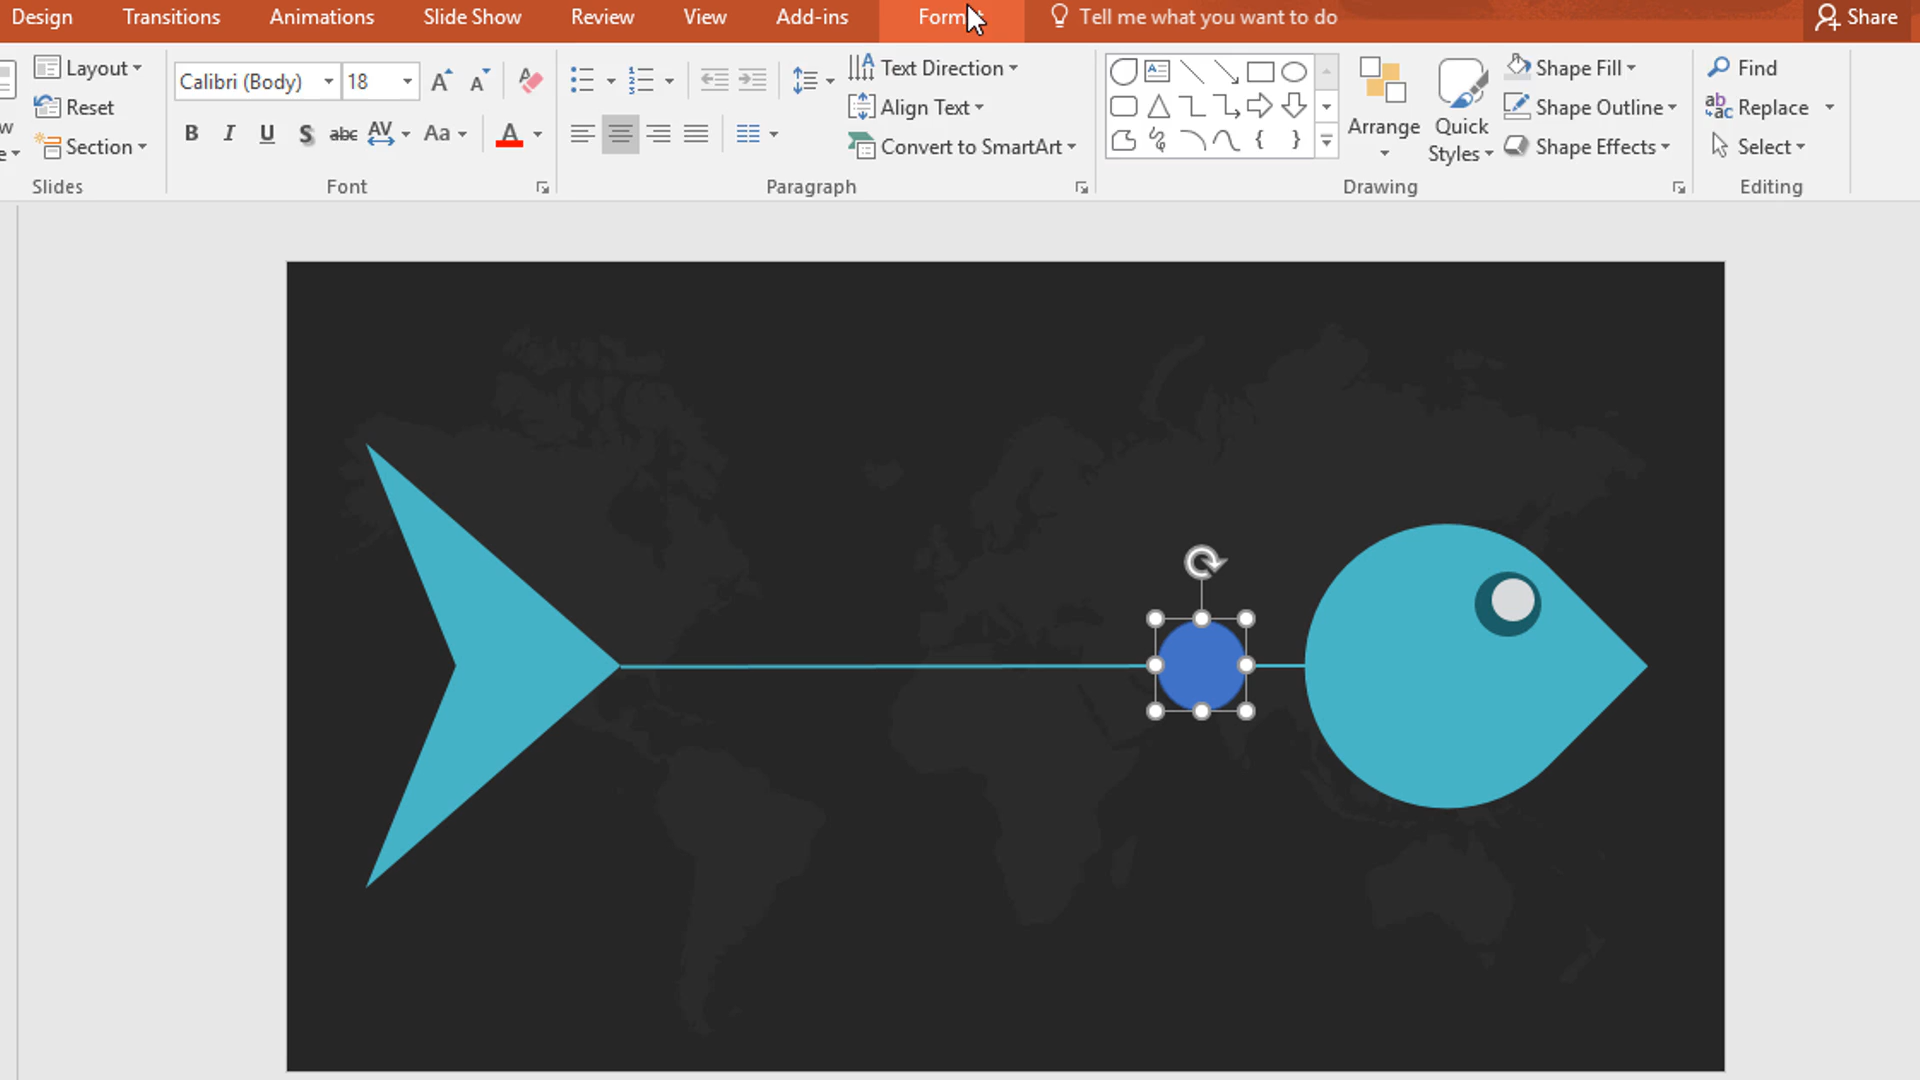 Design Transitions Animations Slide Show Review View Add-ins Form Tell me what you want to do Share
Layout Calibri (Body) 18 Text Direction Shape Fill Find
Reset Align Text Arrange Quick Styles Shape Outline Replace
Section B I U S abc AV Aa A Convert to SmartArt Shape Effects Select
Slides Font Paragraph Drawing Editing